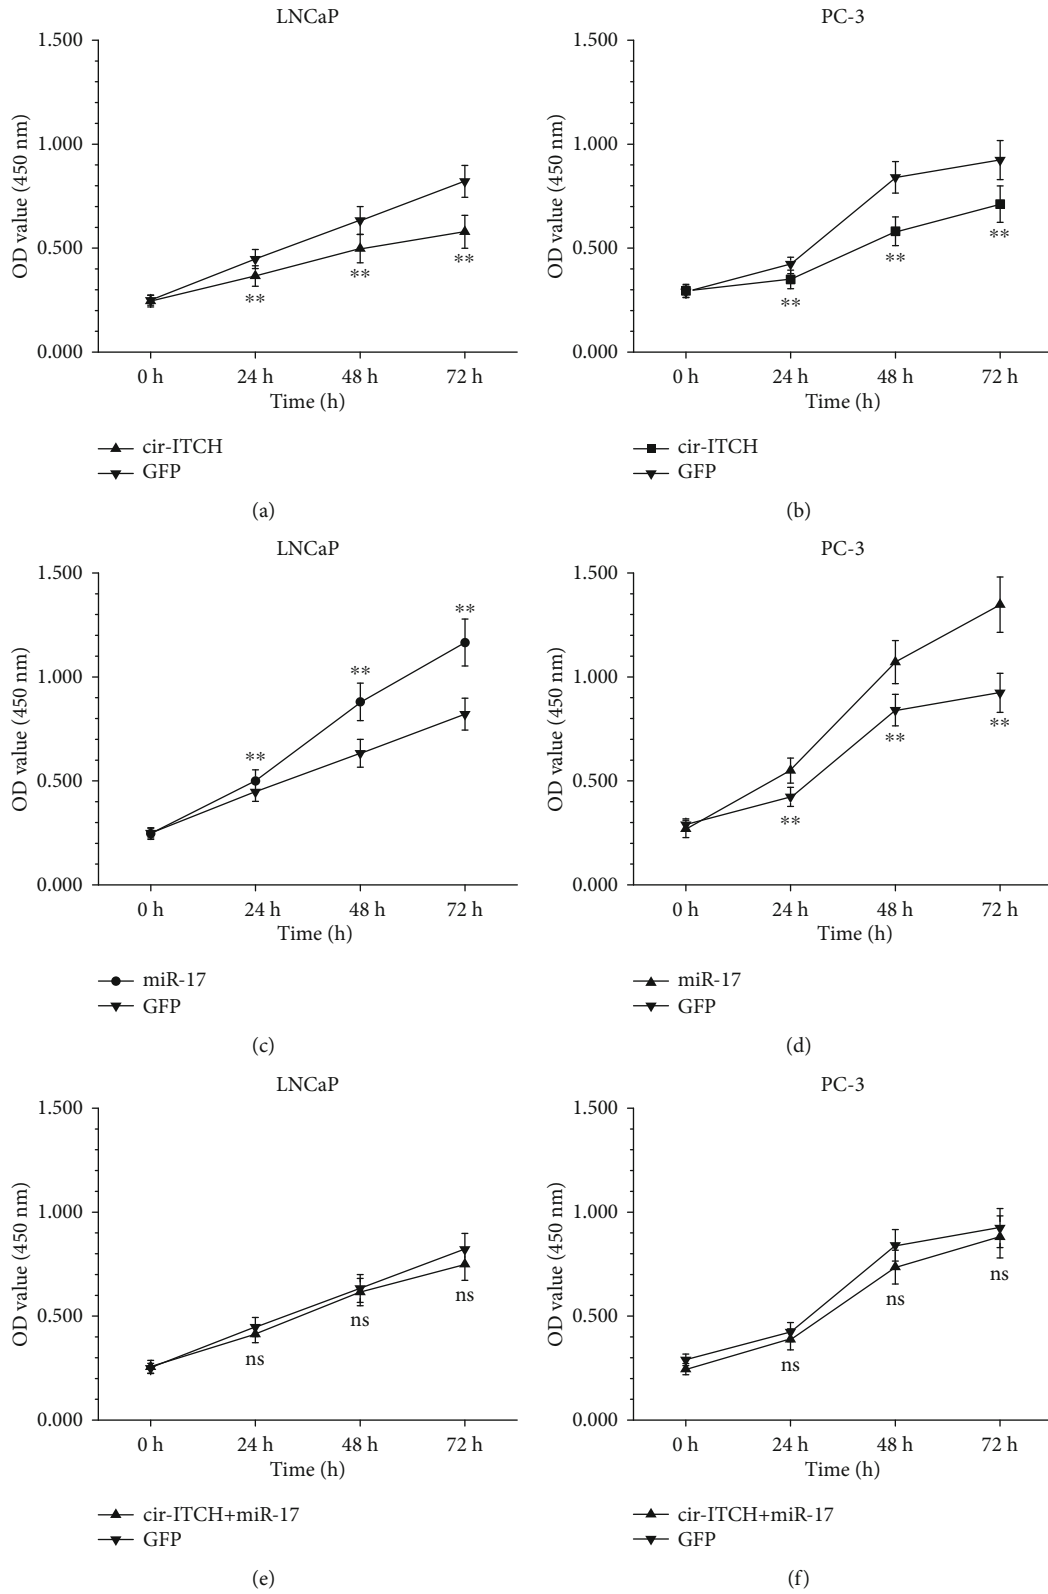 LNCaP
1.500
1.000
0.500
0.000
OD value (450 nm)
**
**
**
0 h 24 h 48 h 72 h
Time (h)
cir-ITCH
GFP
(a)
PC-3
1.500
1.000
0.500
0.000
OD value (450 nm)
**
**
**
0 h 24 h 48 h 72 h
Time (h)
cir-ITCH
GFP
(b)
LNCaP
1.500
1.000
0.500
0.000
OD value (450 nm)
**
**
**
0 h 24 h 48 h 72 h
Time (h)
miR-17
GFP
(c)
PC-3
1.500
1.000
0.500
0.000
OD value (450 nm)
**
**
**
0 h 24 h 48 h 72 h
Time (h)
miR-17
GFP
(d)
LNCaP
1.500
1.000
0.500
0.000
OD value (450 nm)
ns
ns
ns
0 h 24 h 48 h 72 h
Time (h)
cir-ITCH+miR-17
GFP
(e)
PC-3
1.500
1.000
0.500
0.000
OD value (450 nm)
ns
ns
ns
0 h 24 h 48 h 72 h
Time (h)
cir-ITCH+miR-17
GFP
(f)